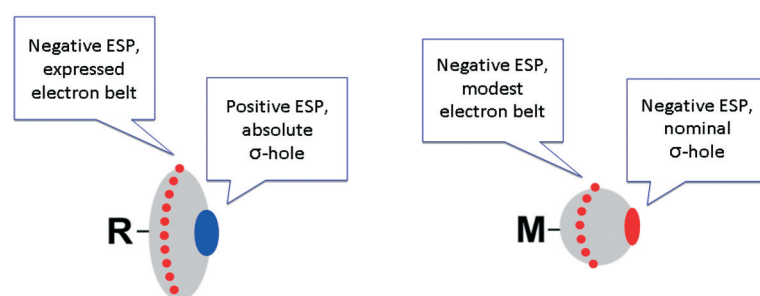 Negative ESP,
expressed
electron belt
Positive ESP,
absolute
σ-hole
R
Negative ESP,
modest
electron belt
Negative ESP,
nominal
σ-hole
M